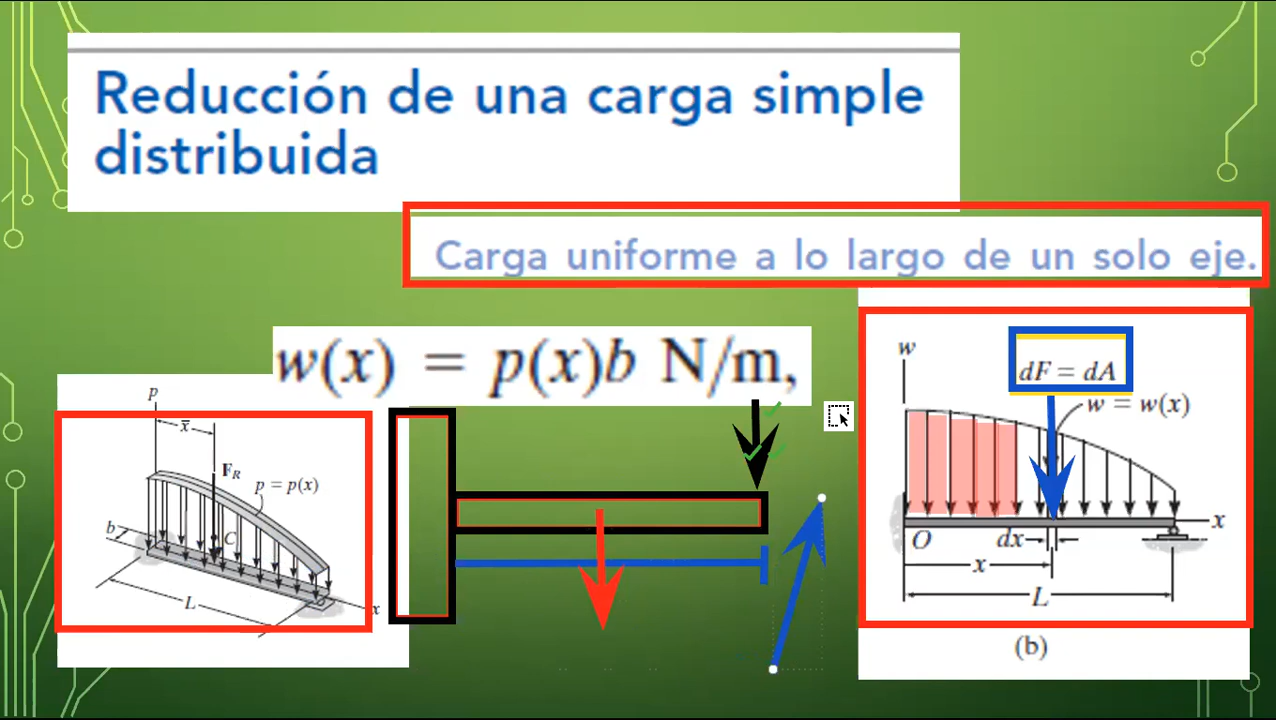 Reducción de una carga simple
distribuida
Carga uniforme a lo largo de un solo eje.
w(x) = p(x)b N/m,
p
x̄
F_R
p = p(x)
b
C
L
x
w
dF = dA
w = w(x)
x
O
dx
x
L
(b)